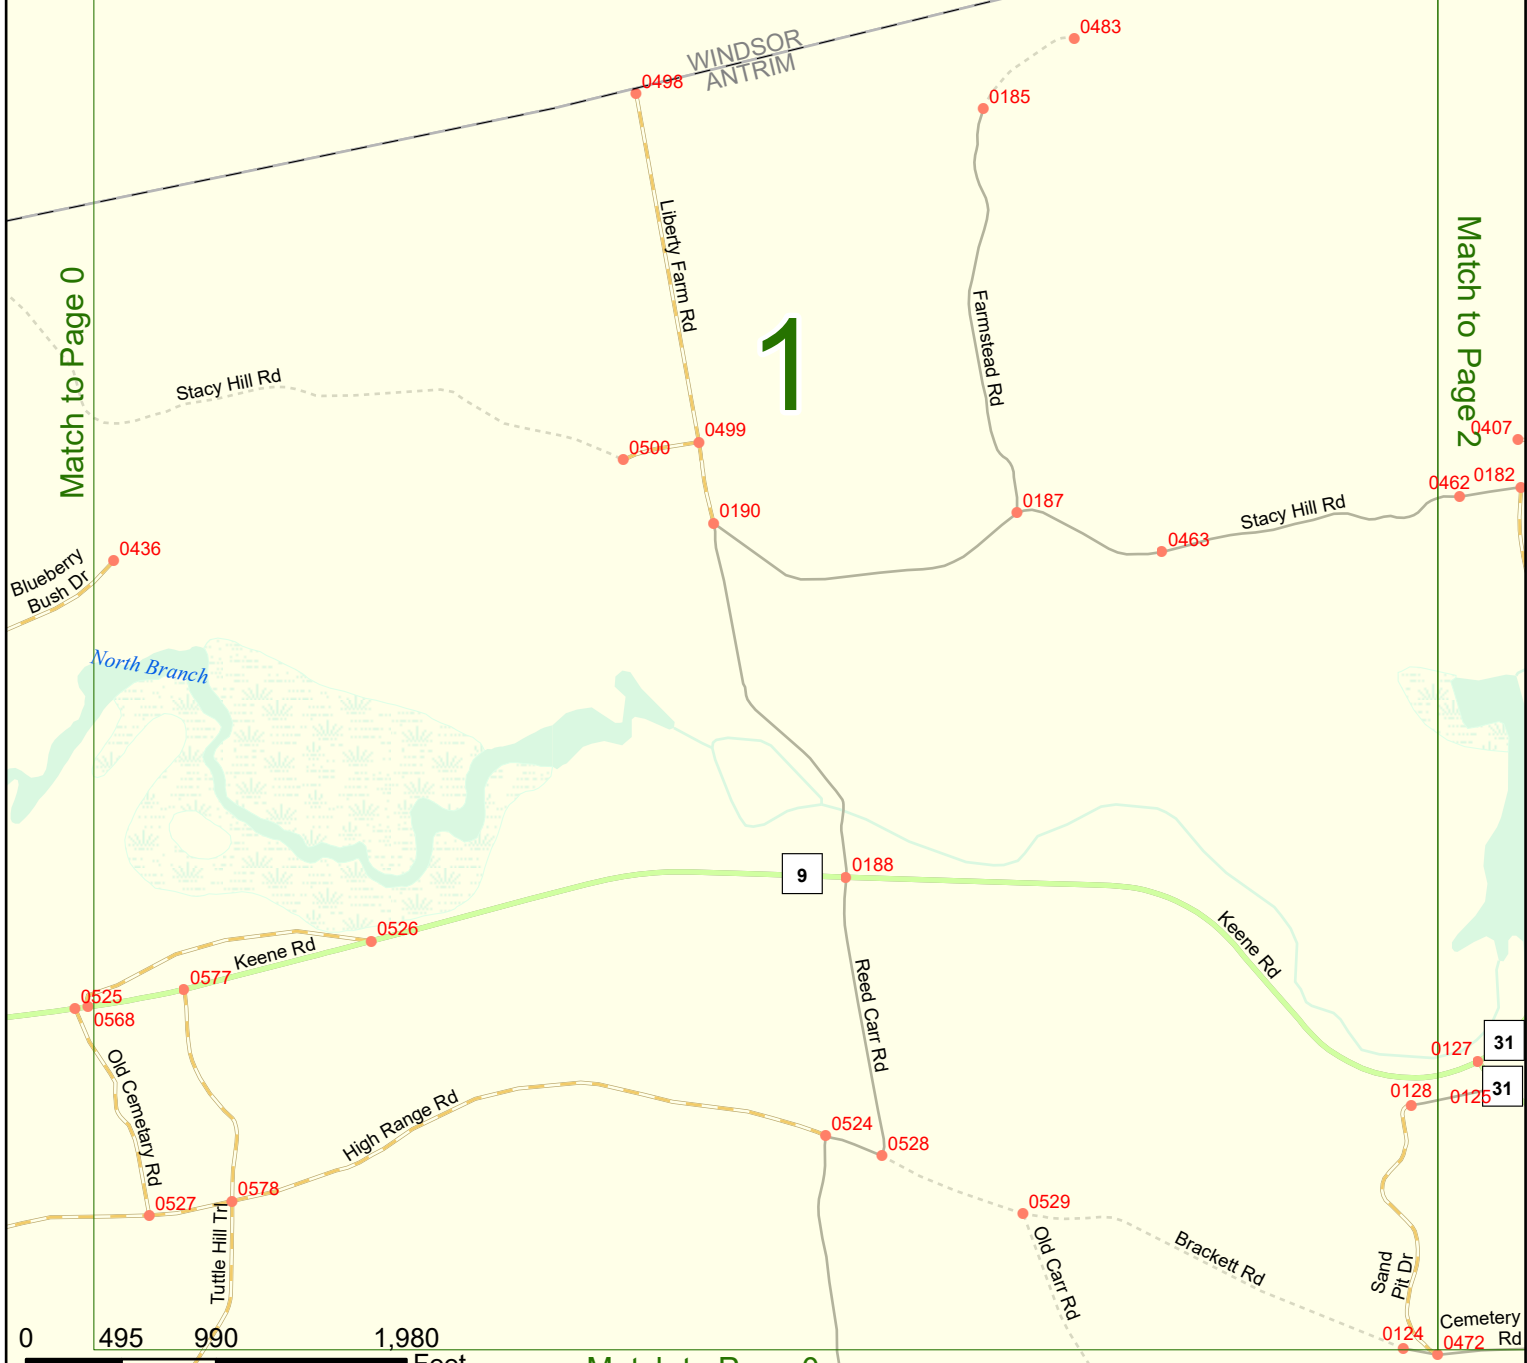 0483
WINDSOR
ANTRIM
0498
0185
Liberty Farm Rd
Match to Page 0
Match to Page 2
1
Farmstead Rd
Stacy Hill Rd
0499
0500
0407
0462
0182
0187
0190
Stacy Hill Rd
0463
0436
Blueberry
Bush Dr
North Branch
9
0188
0526
Keene Rd
Keene Rd
0577
0525
0568
0127
31
31
0128
0125
Old Cemetary Rd
Reed Carr Rd
High Range Rd
0524
0528
0578
0527
0529
Tuttle Hill Trl
Old Carr Rd
Brackett Rd
Sand
Pit Dr
Cemetery
Rd
0124
0472
0 495 990 1,980
Feet